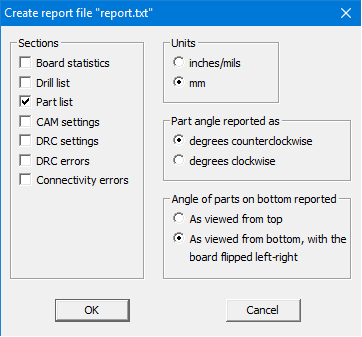 Create report file "report.txt"
Sections
Board statistics
Drill list
Part list
CAM settings
DRC settings
DRC errors
Connectivity errors
Units
inches/mils
mm
Part angle reported as
degrees counterclockwise
degrees clockwise
Angle of parts on bottom reported
As viewed from top
As viewed from bottom, with the
board flipped left-right
OK
Cancel